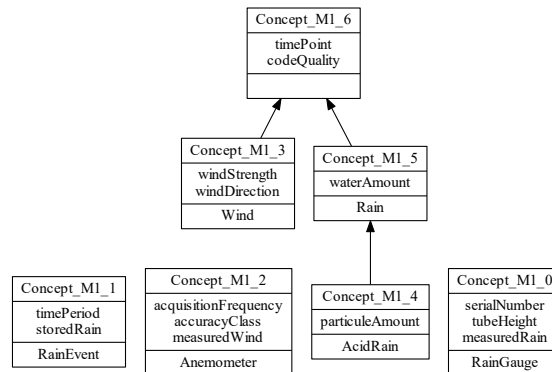 Concept_M1_6
timePoint
codeQuality
Concept_M1_3
windStrength
windDirection
Wind
Concept_M1_5
waterAmount
Rain
Concept_M1_1
timePeriod
storedRain
RainEvent
Concept_M1_2
acquisitionFrequency
accuracyClass
measuredWind
Anemometer
Concept_M1_4
particuleAmount
AcidRain
Concept_M1_0
serialNumber
tubeHeight
measuredRain
RainGauge